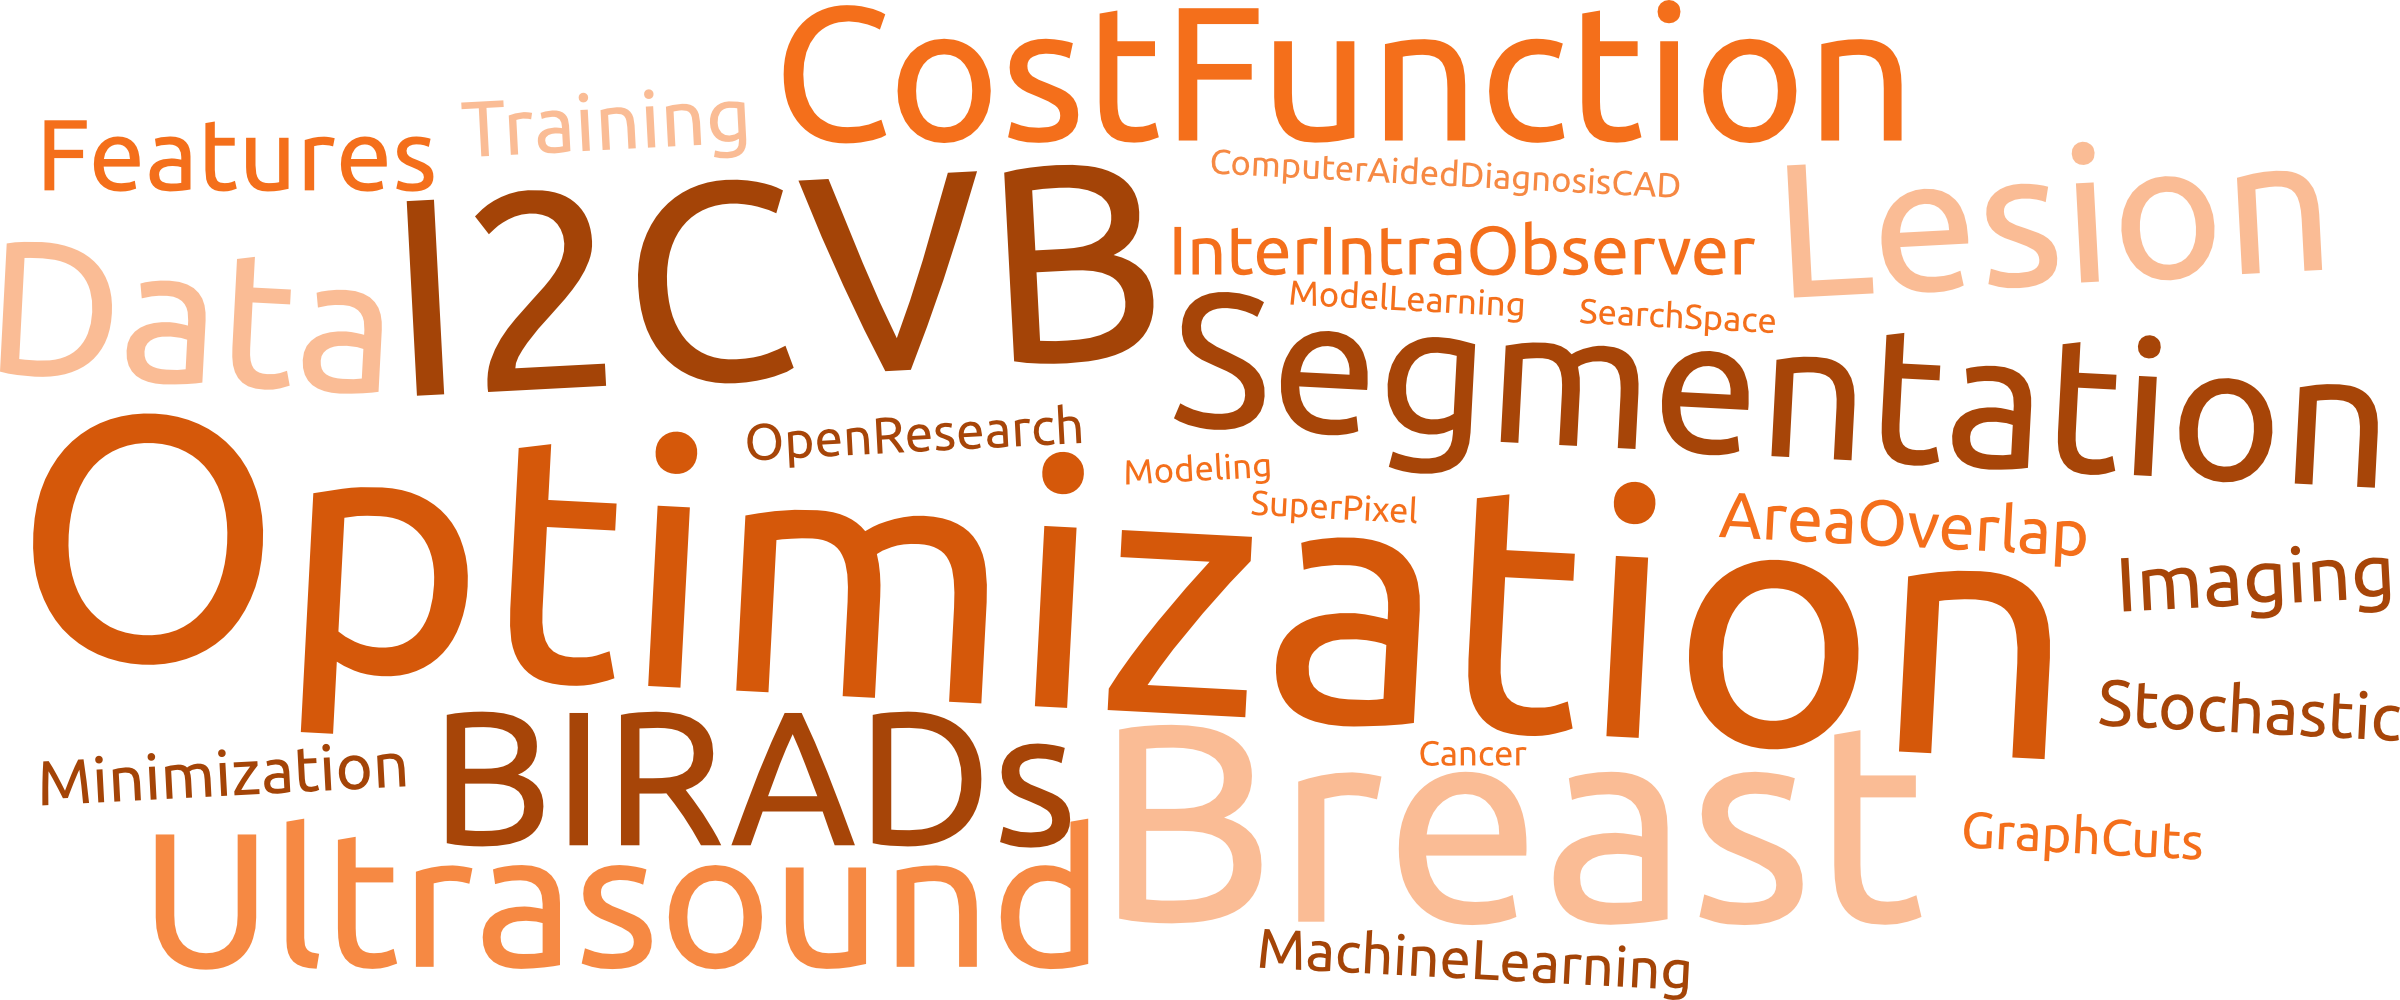 CostFunction
Features
Training
ComputerAidedDiagnosisCAD
Lesion
I2CVB
InterIntraObserver
Data
ModelLearning
SearchSpace
Segmentation
OpenResearch
Modeling
SuperPixel
AreaOverlap
Optimization
Imaging
Stochastic
Minimization
BIRADs
Cancer
Breast
GraphCuts
Ultrasound
MachineLearning